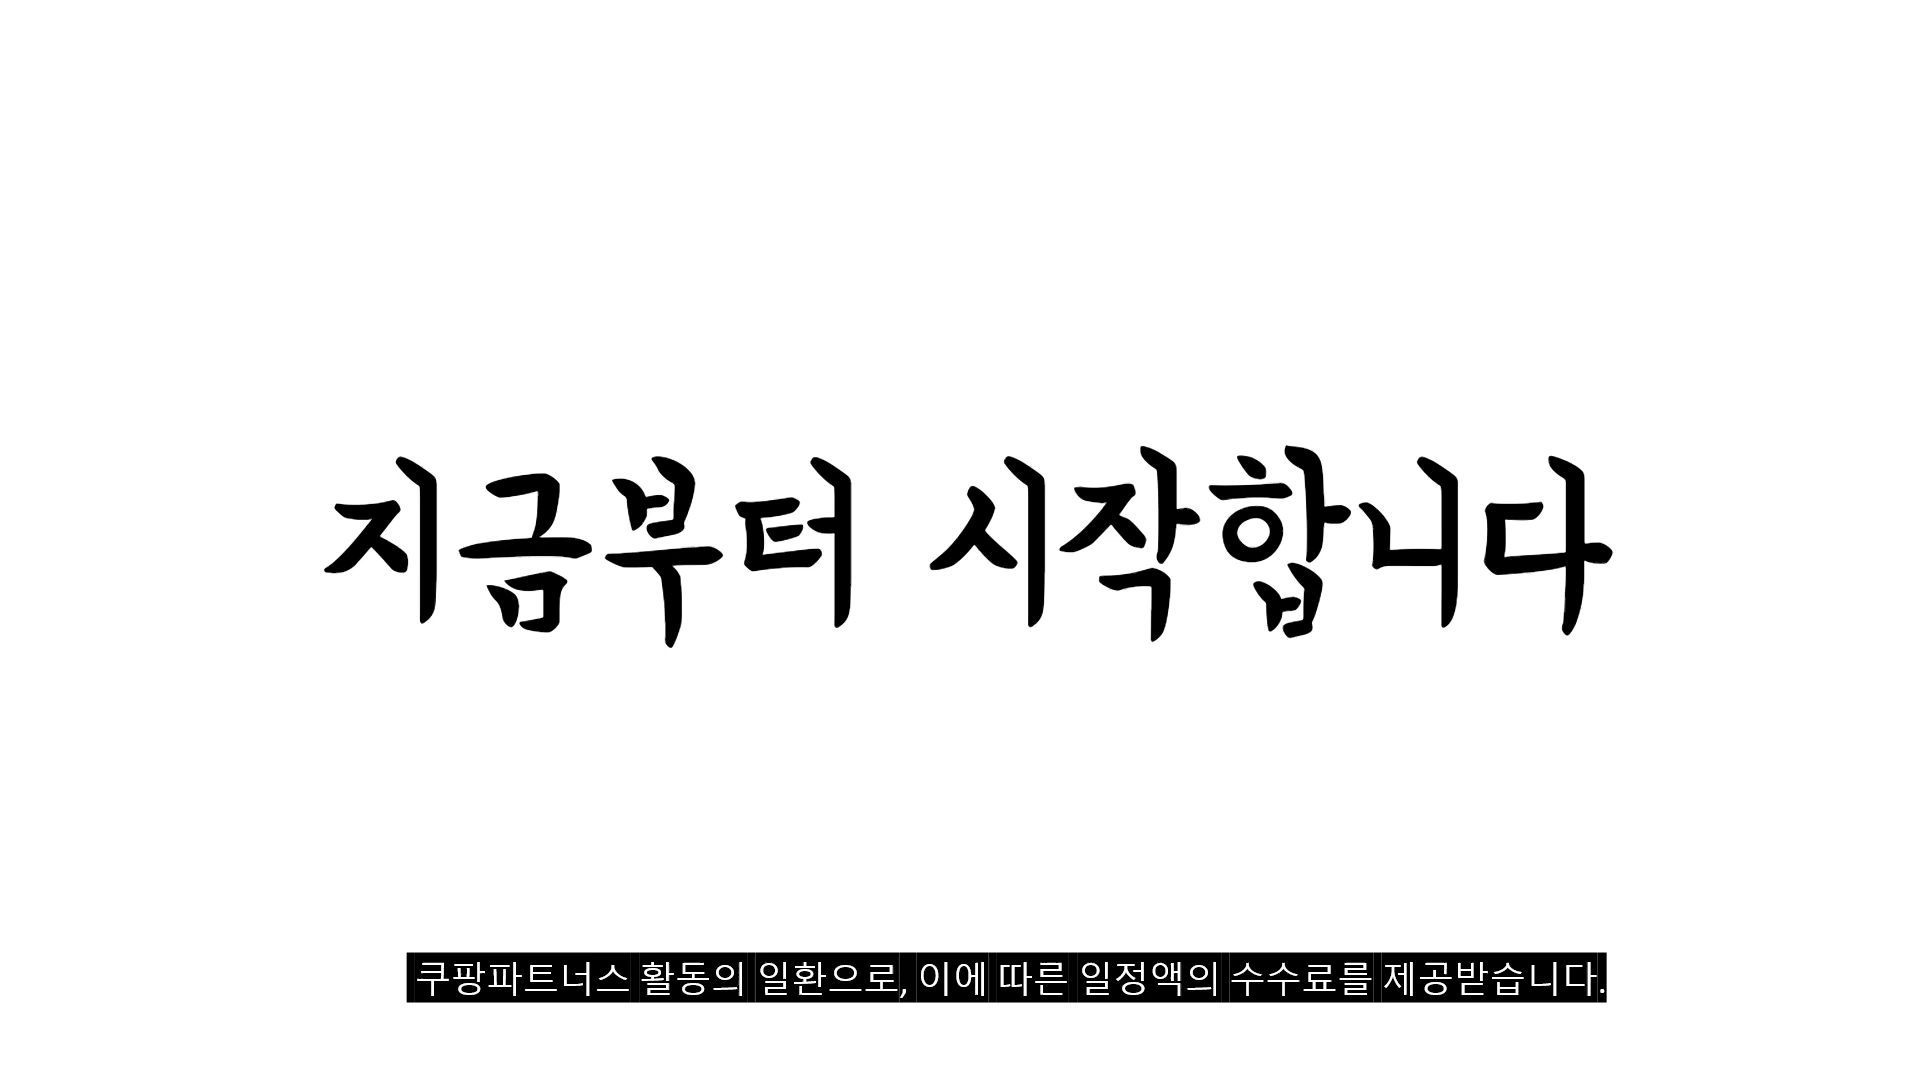 지금부터 시작합니다
쿠팡파트너스 활동의 일환으로, 이에 따른 일정액의 수수료를 제공받습니다.